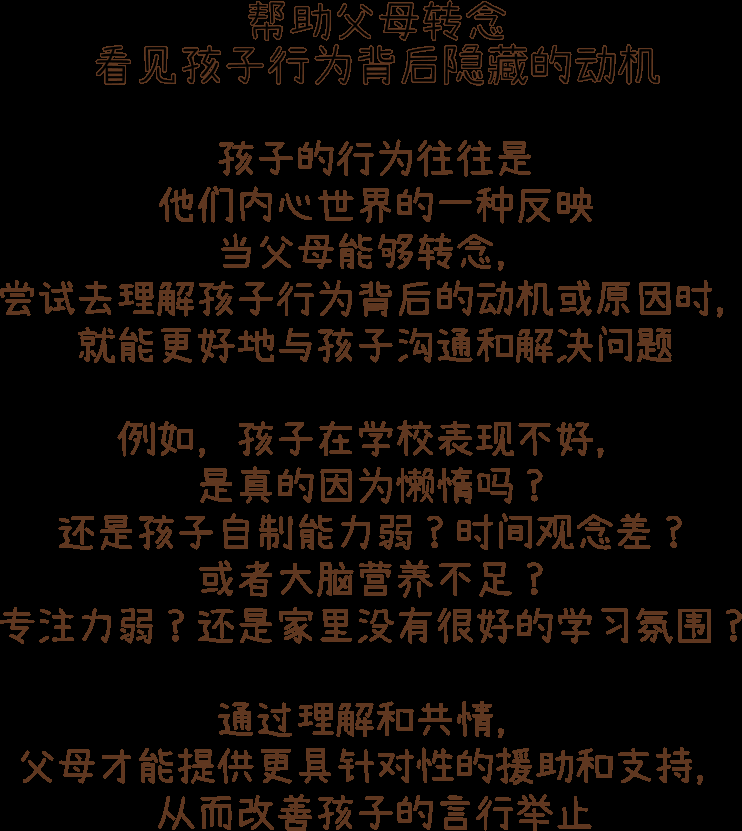 帮助父母转念
看见孩子行为背后隐藏的动机
孩子的行为往往是
他们内心世界的一种反映
当父母能够转念，
尝试去理解孩子行为背后的动机或原因时，
就能更好地与孩子沟通和解决问题
例如，孩子在学校表现不好，
是真的因为懒惰吗？
还是孩子自制能力弱？时间观念差？
或者大脑营养不足？
专注力弱？还是家里没有很好的学习氛围？
通过理解和共情，
父母才能提供更具针对性的援助和支持，
从而改善孩子的言行举止